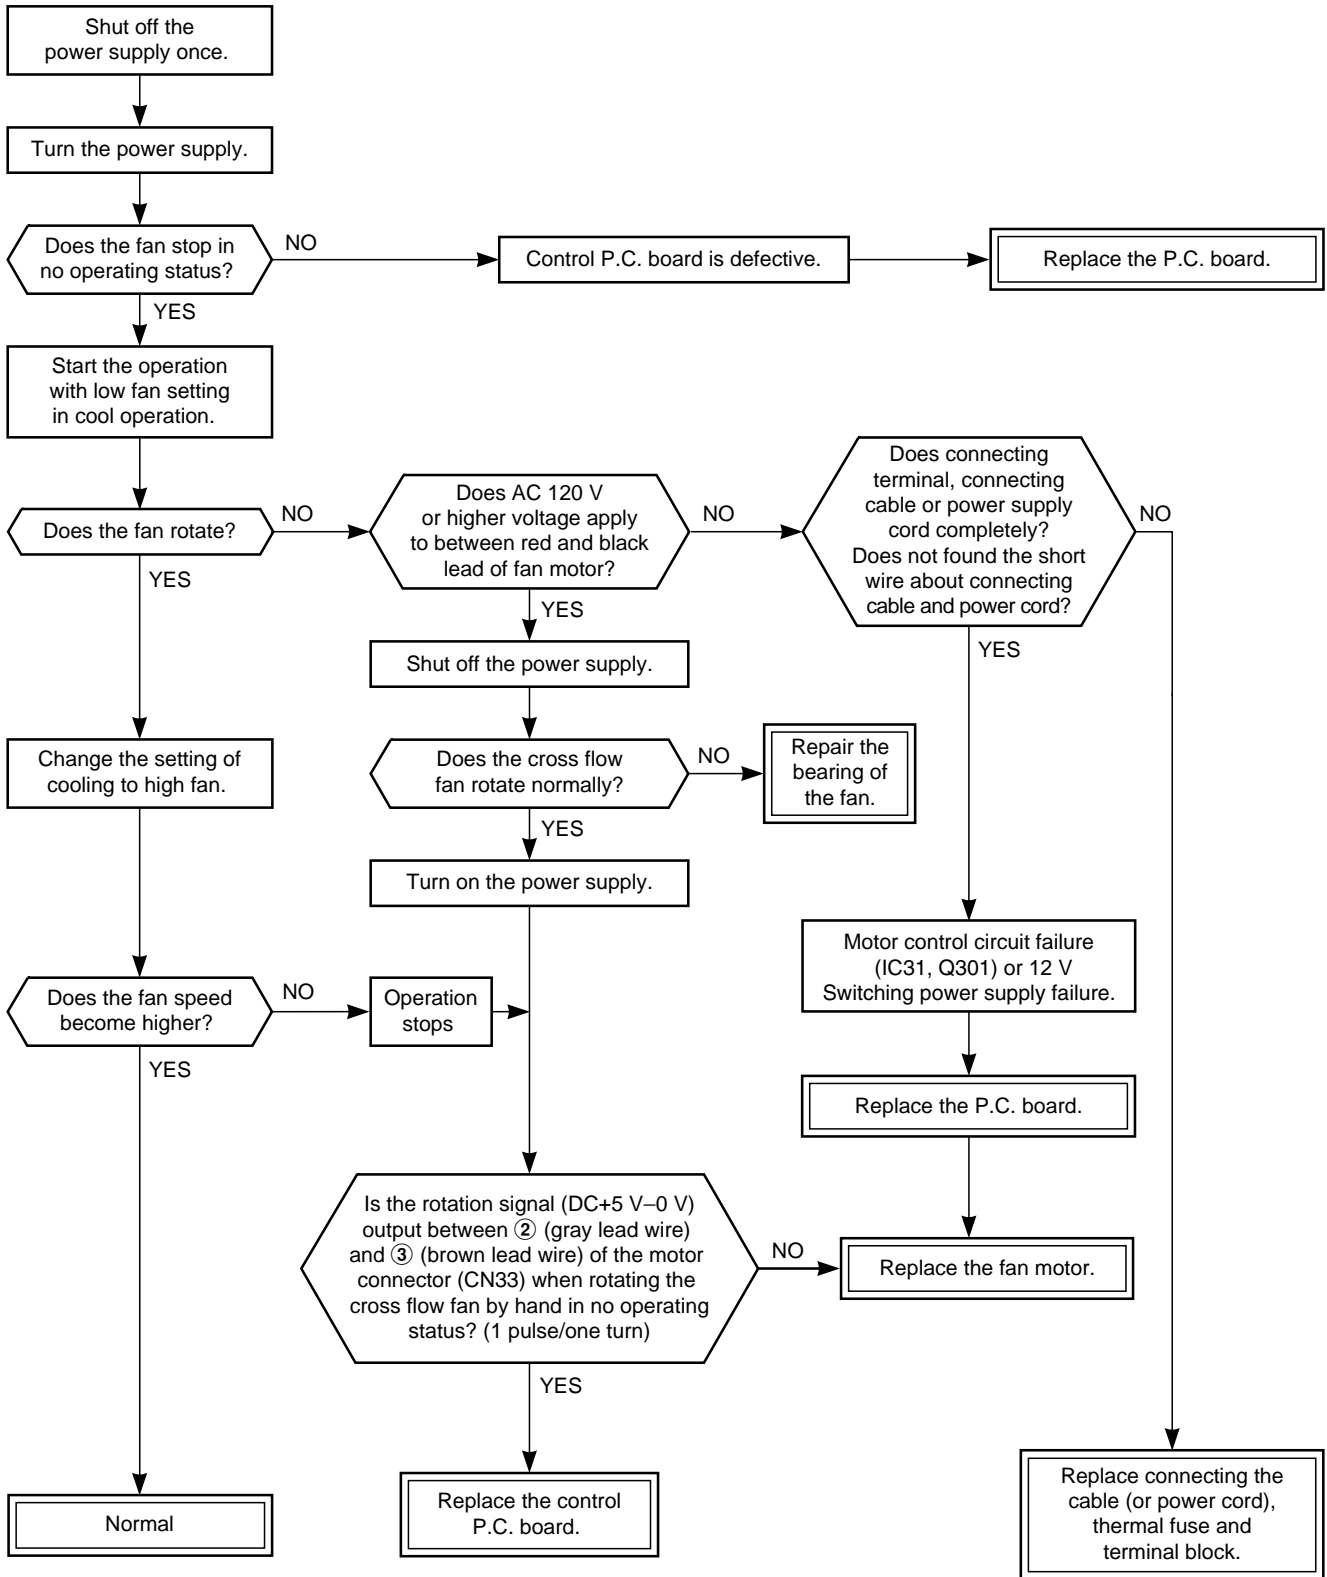 Shut off the
power supply once.
Turn the power supply.
Does the fan stop in
no operating status?
NO
Control P.C. board is defective.
Replace the P.C. board.
YES
Start the operation
with low fan setting
in cool operation.
Does the fan rotate?
NO
Does AC 120 V
or higher voltage apply
to between red and black
lead of fan motor?
NO
Does connecting
terminal, connecting
cable or power supply
cord completely?
Does not found the short
wire about connecting
cable and power cord?
NO
YES
YES
YES
Shut off the power supply.
Change the setting of
cooling to high fan.
Does the cross flow
fan rotate normally?
NO
Repair the
bearing of
the fan.
YES
Turn on the power supply.
Motor control circuit failure
(IC31, Q301) or 12 V
Switching power supply failure.
Does the fan speed
become higher?
NO
Operation
stops
YES
Replace the P.C. board.
Is the rotation signal (DC+5 V–0 V)
output between ② (gray lead wire)
and ③ (brown lead wire) of the motor
connector (CN33) when rotating the
cross flow fan by hand in no operating
status? (1 pulse/one turn)
NO
Replace the fan motor.
YES
Normal
Replace the control
P.C. board.
Replace connecting the
cable (or power cord),
thermal fuse and
terminal block.